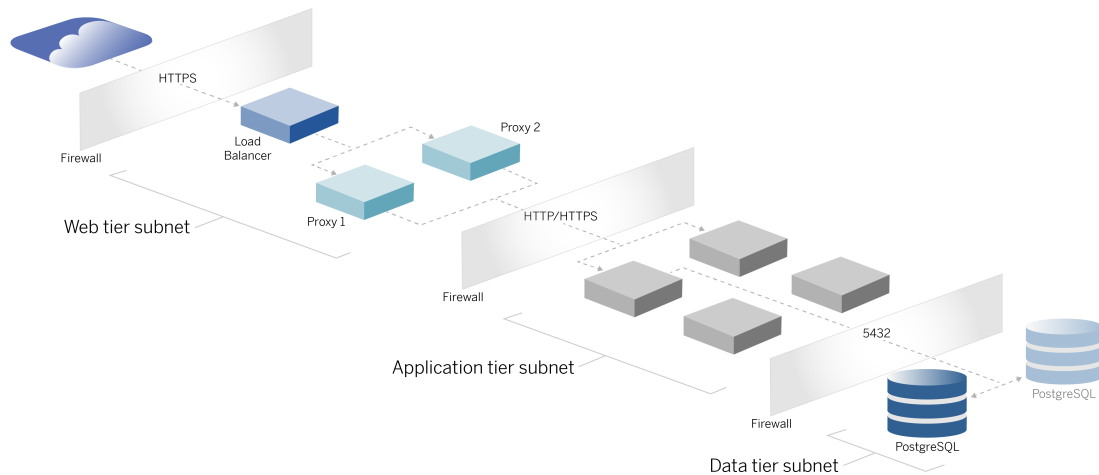 HTTPS
Firewall
Load
Balancer
Proxy 2
Proxy 1
Web tier subnet
HTTP/HTTPS
Firewall
Application tier subnet
5432
Firewall
PostgreSQL
PostgreSQL
Data tier subnet